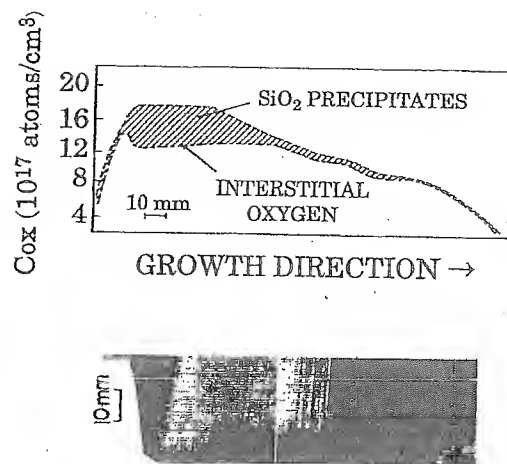 Cox (10¹⁷ atoms/cm³)
20
16
12
8
4
SiO₂ PRECIPITATES
INTERSTITIAL
OXYGEN
10 mm
GROWTH DIRECTION →
10mm